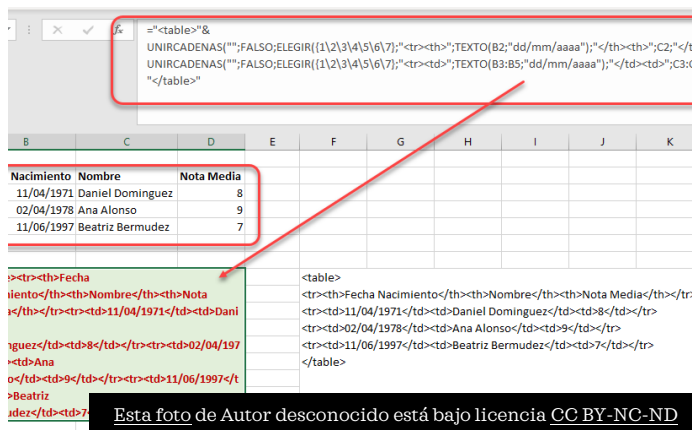 fx
="<table>"&
UNIRCADENAS("";FALSO;ELEGIR({1\2\3\4\5\6\7};"<tr><th>";TEXTO(B2;"dd/mm/aaaa");"</th><th>";C2;"</t
UNIRCADENAS("";FALSO;ELEGIR({1\2\3\4\5\6\7};"<tr><td>";TEXTO(B3:B5;"dd/mm/aaaa");"</td><td>";C3:C
"</table>"
B C D E F G H I J K
Nacimiento Nombre Nota Media
11/04/1971 Daniel Dominguez 8
02/04/1978 Ana Alonso 9
11/06/1997 Beatriz Bermudez 7
e><tr><th>Fecha
miento</th><th>Nombre</th><th>Nota
a</th></tr><tr><td>11/04/1971</td><td>Dani
nguez</td><td>8</td></tr><tr><td>02/04/197
><td>Ana
o</td><td>9</td></tr><tr><td>11/06/1997</t
>Beatriz
udez</td><td>7
<table>
<tr><th>Fecha Nacimiento</th><th>Nombre</th><th>Nota Media</th></tr>
<tr><td>11/04/1971</td><td>Daniel Dominguez</td><td>8</td></tr>
<tr><td>02/04/1978</td><td>Ana Alonso</td><td>9</td></tr>
<tr><td>11/06/1997</td><td>Beatriz Bermudez</td><td>7</td></tr>
</table>
Esta foto de Autor desconocido está bajo licencia CC BY-NC-ND